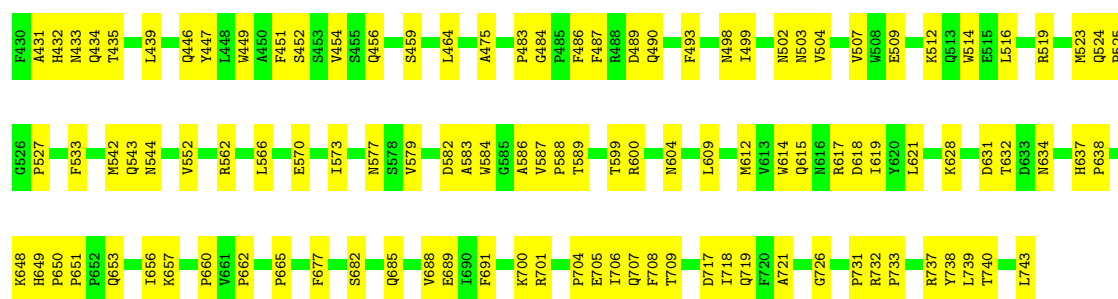 F430 A431 H432 N433 Q434 T435 L439 Q446 Y447 L448 W449 A450 F451 S452 S453 V454 S455 Q456 S459 L464 A475 P483 G484 P485 F486 F487 R488 D489 Q490 F493 N498 I499 N502 N503 V504 V507 W508 E509 K512 Q513 W514 E515 L516 R519 M523 Q524
G526 P527 F533 M542 Q543 N544 V552 R562 L566 E570 I573 N577 S578 V579 D582 A583 W584 G585 A586 V587 P588 T589 T599 R600 N604 L609 M612 V613 W614 Q615 N616 R617 D618 I619 Y620 L621 K628 D631 T632 D633 N634 H637 P638
K648 H649 P650 P651 P652 Q653 I656 K657 P660 V661 P662 P665 F677 S682 Q685 V688 E689 I690 F691 K700 R701 P704 E705 I706 Q707 F708 T709 D717 I718 Q719 F720 A721 G726 P731 R732 P733 R737 Y738 L739 T740 L743